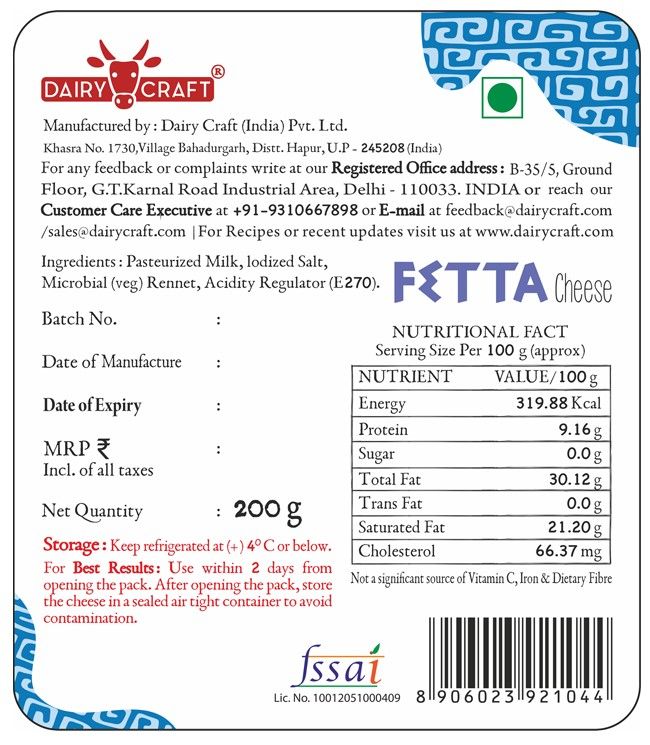 DAIRY CRAFT®
Manufactured by : Dairy Craft (India) Pvt. Ltd.
Khasra No. 1730,Village Bahadurgarh, Distt. Hapur, U.P - 245208 (India)
For any feedback or complaints write at our Registered Office address : B-35/5, Ground
Floor, G.T.Karnal Road Industrial Area, Delhi - 110033. INDIA or reach our
Customer Care Executive at +91-9310667898 or E-mail at feedback@dairycraft.com
/sales@dairycraft.com | For Recipes or recent updates visit us at www.dairycraft.com
Ingredients : Pasteurized Milk, Iodized Salt,
Microbial (veg) Rennet, Acidity Regulator (E270).
FETTA Cheese
Batch No. :
Date of Manufacture :
Date of Expiry :
MRP ₹ :
Incl. of all taxes
Net Quantity : 200 g
Storage : Keep refrigerated at (+) 4° C or below.
For Best Results : Use within 2 days from
opening the pack. After opening the pack, store
the cheese in a sealed air tight container to avoid
contamination.
NUTRITIONAL FACT
Serving Size Per 100 g (approx)
NUTRIENT VALUE/100 g
Energy 319.88 Kcal
Protein 9.16 g
Sugar 0.0 g
Total Fat 30.12 g
Trans Fat 0.0 g
Saturated Fat 21.20 g
Cholesterol 66.37 mg
Not a significant source of Vitamin C, Iron & Dietary Fibre
fssai
Lic. No. 10012051000409
8 906023 921044